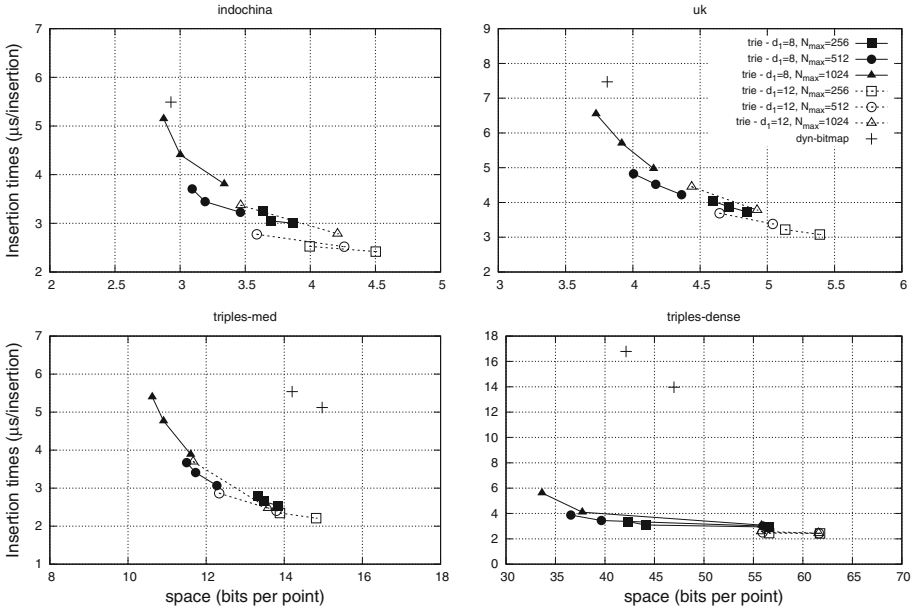 indochina
7
6
5
4
3
2
2 2.5 3 3.5 4 4.5 5
Insertion times (μs/insertion)
uk
9
8
7
6
5
4
3
2
3 3.5 4 4.5 5 5.5 6
trie - d₁=8, Nmax=256
trie - d₁=8, Nmax=512
trie - d₁=8, Nmax=1024
trie - d₁=12, Nmax=256
trie - d₁=12, Nmax=512
trie - d₁=12, Nmax=1024
dyn-bitmap
triples-med
7
6
5
4
3
2
1
8 10 12 14 16 18
Insertion times (μs/insertion)
space (bits per point)
triples-dense
18
16
14
12
10
8
6
4
2
0
30 35 40 45 50 55 60 65 70
space (bits per point)